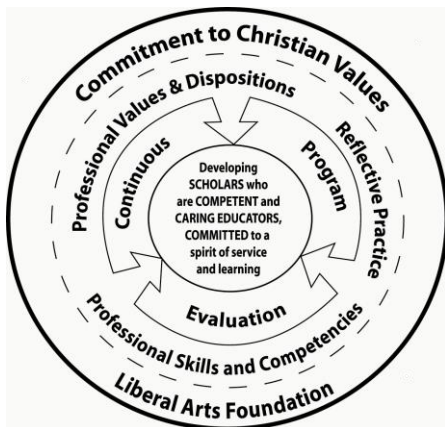 Commitment to Christian Values
Professional Values & Dispositions
Reflective Practice
Continuous
Program
Developing
SCHOLARS who
are COMPETENT and
CARING EDUCATORS,
COMMITTED to a
spirit of service
and learning
Evaluation
Professional Skills and Competencies
Liberal Arts Foundation